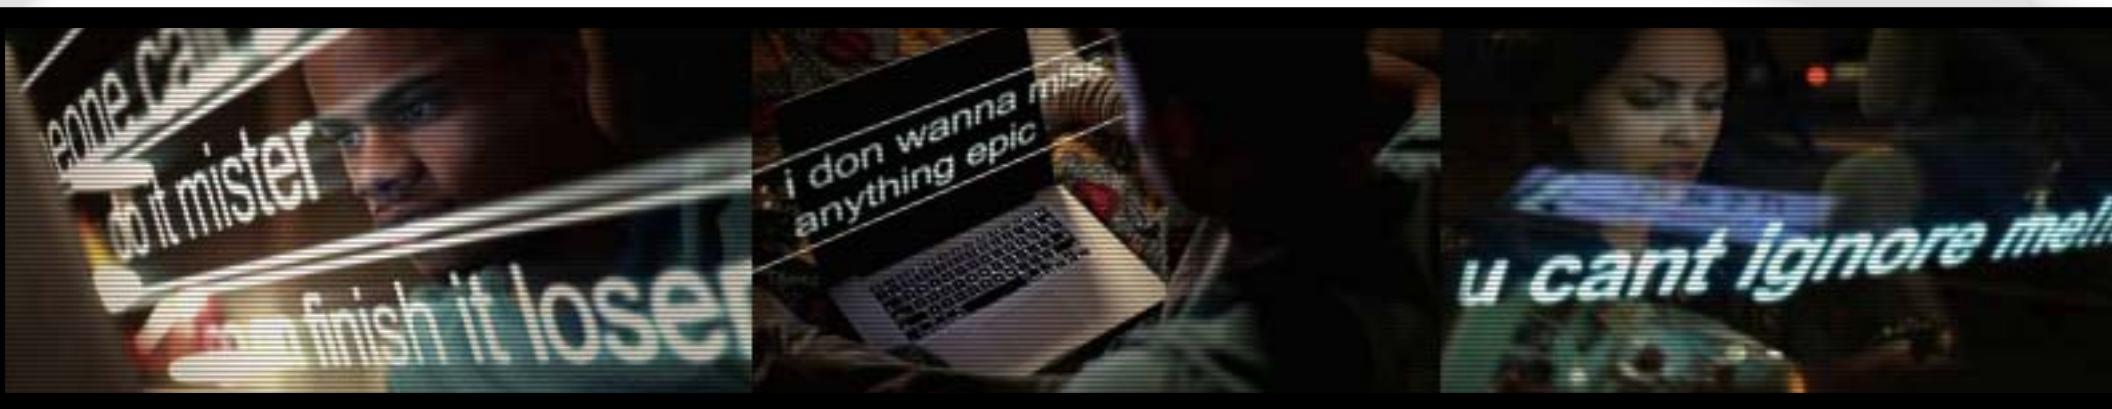 do it mister
finish it loser
i don wanna miss
anything epic
u cant ignore me!!